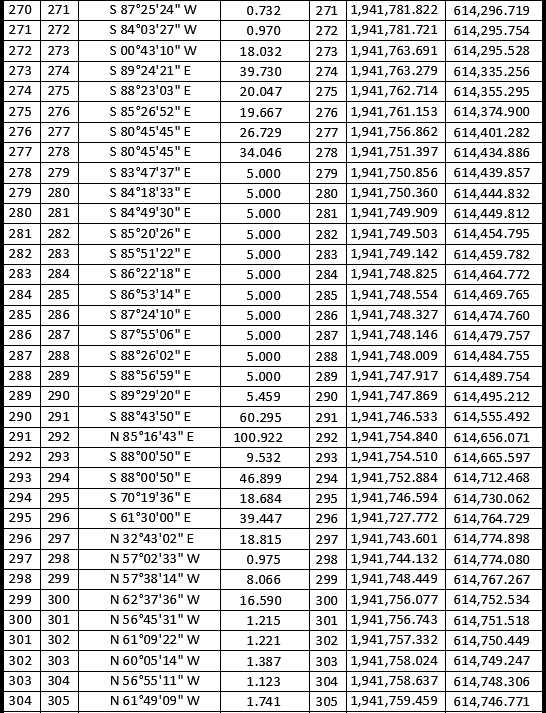 270 271 S 87°25'24" W 0.732 271 1,941,781.822 614,296.719
271 272 S 84°03'27" W 0.970 272 1,941,781.721 614,295.754
272 273 S 00°43'10" W 18.032 273 1,941,763.691 614,295.528
273 274 S 89°24'21" E 39.730 274 1,941,763.279 614,335.256
274 275 S 88°23'03" E 20.047 275 1,941,762.714 614,355.295
275 276 S 85°26'52" E 19.667 276 1,941,761.153 614,374.900
276 277 S 80°45'45" E 26.729 277 1,941,756.862 614,401.282
277 278 S 80°45'45" E 34.046 278 1,941,751.397 614,434.886
278 279 S 83°47'37" E 5.000 279 1,941,750.856 614,439.857
279 280 S 84°18'33" E 5.000 280 1,941,750.360 614,444.832
280 281 S 84°49'30" E 5.000 281 1,941,749.909 614,449.812
281 282 S 85°20'26" E 5.000 282 1,941,749.503 614,454.795
282 283 S 85°51'22" E 5.000 283 1,941,749.142 614,459.782
283 284 S 86°22'18" E 5.000 284 1,941,748.825 614,464.772
284 285 S 86°53'14" E 5.000 285 1,941,748.554 614,469.765
285 286 S 87°24'10" E 5.000 286 1,941,748.327 614,474.760
286 287 S 87°55'06" E 5.000 287 1,941,748.146 614,479.757
287 288 S 88°26'02" E 5.000 288 1,941,748.009 614,484.755
288 289 S 88°56'59" E 5.000 289 1,941,747.917 614,489.754
289 290 S 89°29'20" E 5.459 290 1,941,747.869 614,495.212
290 291 S 88°43'50" E 60.295 291 1,941,746.533 614,555.492
291 292 N 85°16'43" E 100.922 292 1,941,754.840 614,656.071
292 293 S 88°00'50" E 9.532 293 1,941,754.510 614,665.597
293 294 S 88°00'50" E 46.899 294 1,941,752.884 614,712.468
294 295 S 70°19'36" E 18.684 295 1,941,746.594 614,730.062
295 296 S 61°30'00" E 39.447 296 1,941,727.772 614,764.729
296 297 N 32°43'02" E 18.815 297 1,941,743.601 614,774.898
297 298 N 57°02'33" W 0.975 298 1,941,744.132 614,774.080
298 299 N 57°38'14" W 8.066 299 1,941,748.449 614,767.267
299 300 N 62°37'36" W 16.590 300 1,941,756.077 614,752.534
300 301 N 56°45'31" W 1.215 301 1,941,756.743 614,751.518
301 302 N 61°09'22" W 1.221 302 1,941,757.332 614,750.449
302 303 N 60°05'14" W 1.387 303 1,941,758.024 614,749.247
303 304 N 56°55'11" W 1.123 304 1,941,758.637 614,748.306
304 305 N 61°49'09" W 1.741 305 1,941,759.459 614,746.771